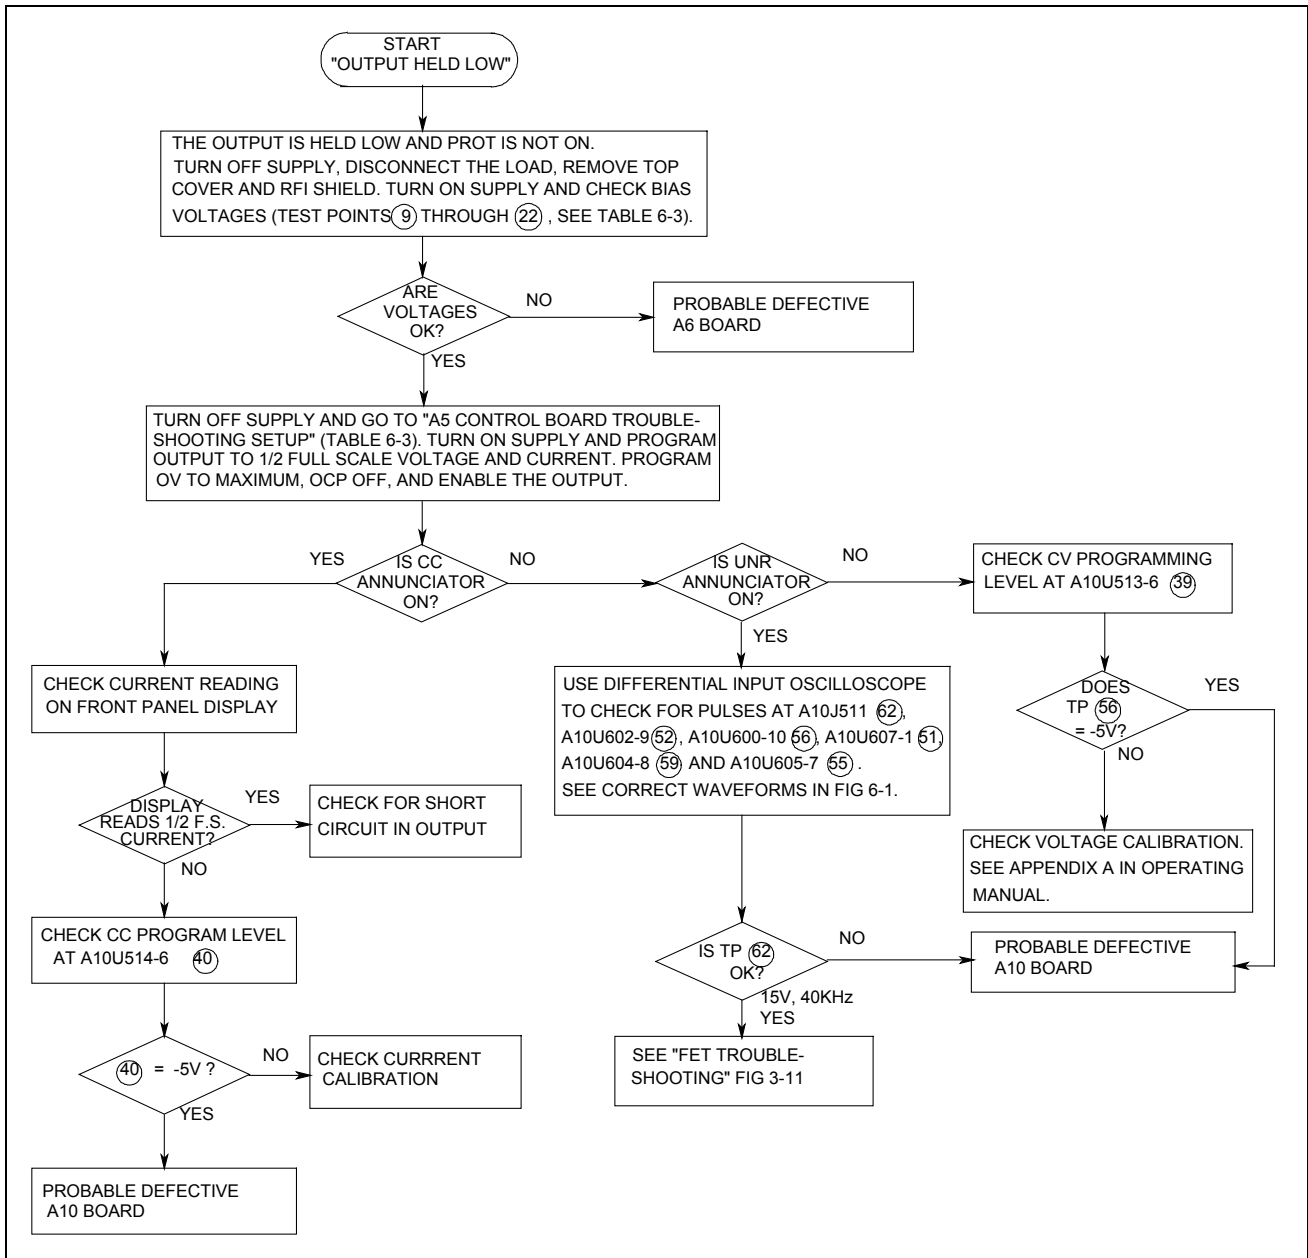 START
"OUTPUT HELD LOW"
THE OUTPUT IS HELD LOW AND PROT IS NOT ON.
TURN OFF SUPPLY, DISCONNECT THE LOAD, REMOVE TOP
COVER AND RFI SHIELD. TURN ON SUPPLY AND CHECK BIAS
VOLTAGES (TEST POINTS 9 THROUGH 22 , SEE TABLE 6-3).
ARE
VOLTAGES
OK?
NO
PROBABLE DEFECTIVE
A6 BOARD
YES
TURN OFF SUPPLY AND GO TO "A5 CONTROL BOARD TROUBLE-
SHOOTING SETUP" (TABLE 6-3). TURN ON SUPPLY AND PROGRAM
OUTPUT TO 1/2 FULL SCALE VOLTAGE AND CURRENT. PROGRAM
OV TO MAXIMUM, OCP OFF, AND ENABLE THE OUTPUT.
YES
IS CC
ANNUNCIATOR
ON?
NO
IS UNR
ANNUNCIATOR
ON?
NO
CHECK CV PROGRAMMING
LEVEL AT A10U513-6 39
YES
CHECK CURRENT READING
ON FRONT PANEL DISPLAY
USE DIFFERENTIAL INPUT OSCILLOSCOPE
TO CHECK FOR PULSES AT A10J511 62,
A10U602-9 52 , A10U600-10 56, A10U607-1 51,
A10U604-8 59 AND A10U605-7 55 .
SEE CORRECT WAVEFORMS IN FIG 6-1.
DOES
TP 56
= -5V?
YES
NO
DISPLAY
READS 1/2 F.S.
CURRENT?
YES
CHECK FOR SHORT
CIRCUIT IN OUTPUT
NO
CHECK VOLTAGE CALIBRATION.
SEE APPENDIX A IN OPERATING
MANUAL.
CHECK CC PROGRAM LEVEL
AT A10U514-6 40
IS TP 62
OK?
NO
PROBABLE DEFECTIVE
A10 BOARD
15V, 40KHz
YES
SEE "FET TROUBLE-
SHOOTING" FIG 3-11
40 = -5V ?
NO
CHECK CURRRENT
CALIBRATION
YES
PROBABLE DEFECTIVE
A10 BOARD